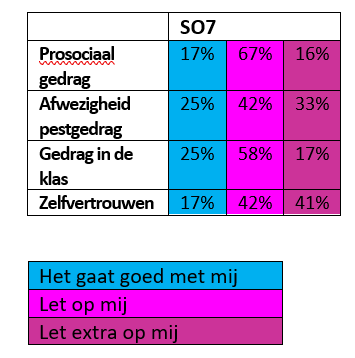 SO7
Prosociaal 17% 67% 16%
gedrag
Afwezigheid 25% 42% 33%
pestgedrag
Gedrag in de 25% 58% 17%
klas
Zelfvertrouwen 17% 42% 41%
Het gaat goed met mij
Let op mij
Let extra op mij